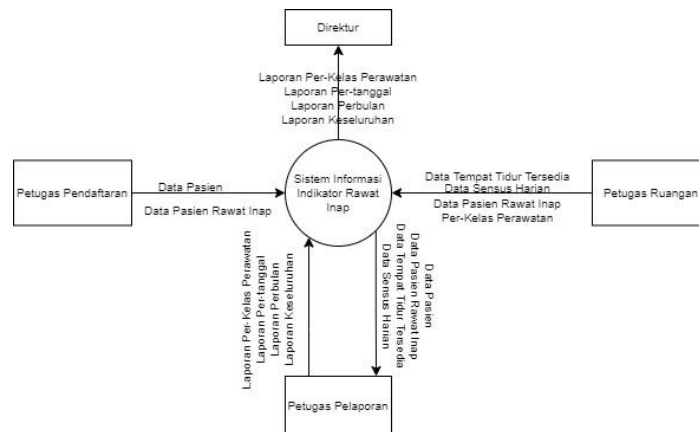 Direktur
Laporan Per-Kelas Perawatan
Laporan Per-tanggal
Laporan Perbulan
Laporan Keseluruhan
Petugas Pendaftaran
Data Pasien
Data Pasien Rawat Inap
Sistem Informasi
Indikator Rawat
Inap
Data Tempat Tidur Tersedia
Data Sensus Harian
Data Pasien Rawat Inap
Per-Kelas Perawatan
Petugas Ruangan
Laporan Per-Kelas Perawatan
Laporan Per-tanggal
Laporan Perbulan
Laporan Keseluruhan
Data Pasien
Data Pasien Rawat Inap
Data Tempat Tidur Tersedia
Data Sensus Harian
Petugas Pelaporan